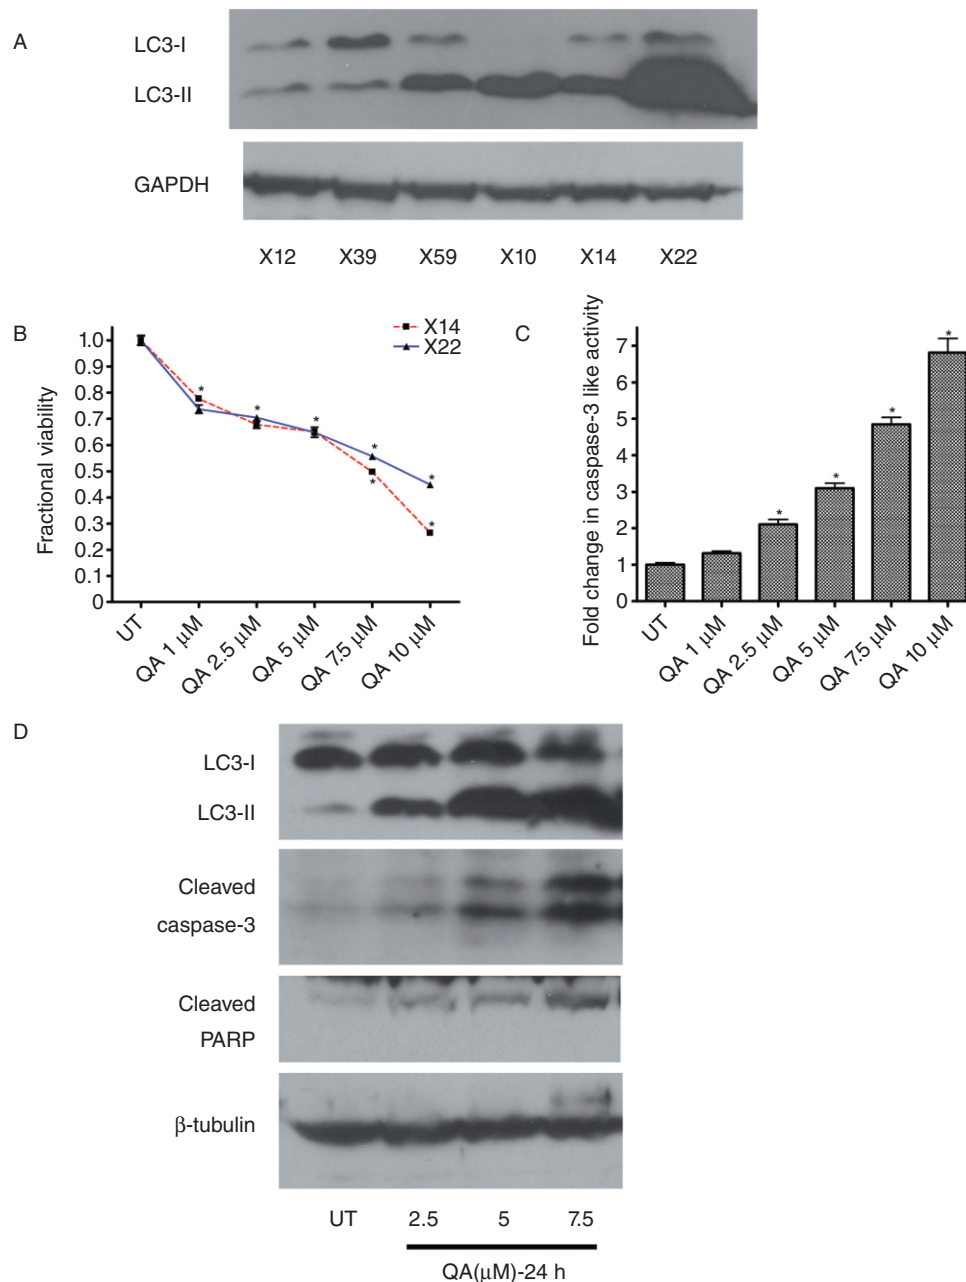 A
LC3-I
LC3-II
GAPDH
X12 X39 X59 X10 X14 X22
B
X14
X22
Fractional viability
1.0
0.9
0.8
0.7
0.6
0.5
0.4
0.3
0.2
0.1
0
* * * * * * *
UT QA 1 μM QA 2.5 μM QA 5 μM QA 7.5 μM QA 10 μM
C
Fold change in caspase-3 like activity
7
6
5
4
3
2
1
0
* * * *
UT QA 1 μM QA 2.5 μM QA 5 μM QA 7.5 μM QA 10 μM
D
LC3-I
LC3-II
Cleaved
caspase-3
Cleaved
PARP
β-tubulin
UT 2.5 5 7.5
QA(μM)-24 h